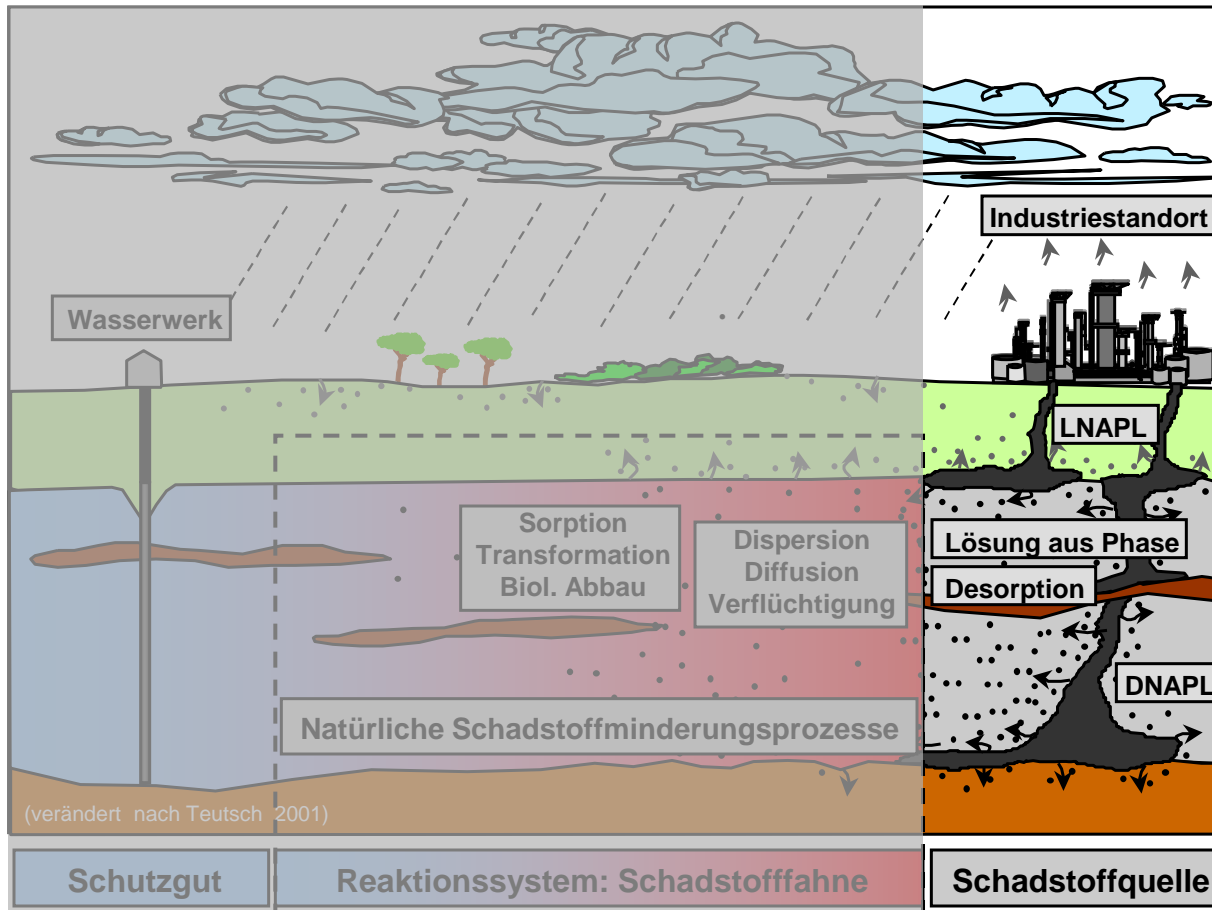 Industriestandort
Wasserwerk
LNAPL
Sorption
Transformation
Biol. Abbau
Dispersion
Diffusion
Verflüchtigung
Lösung aus Phase
Desorption
DNAPL
Natürliche Schadstoffminderungsprozesse
(verändert nach Teutsch 2001)
Schutzgut
Reaktionssystem: Schadstofffahne
Schadstoffquelle